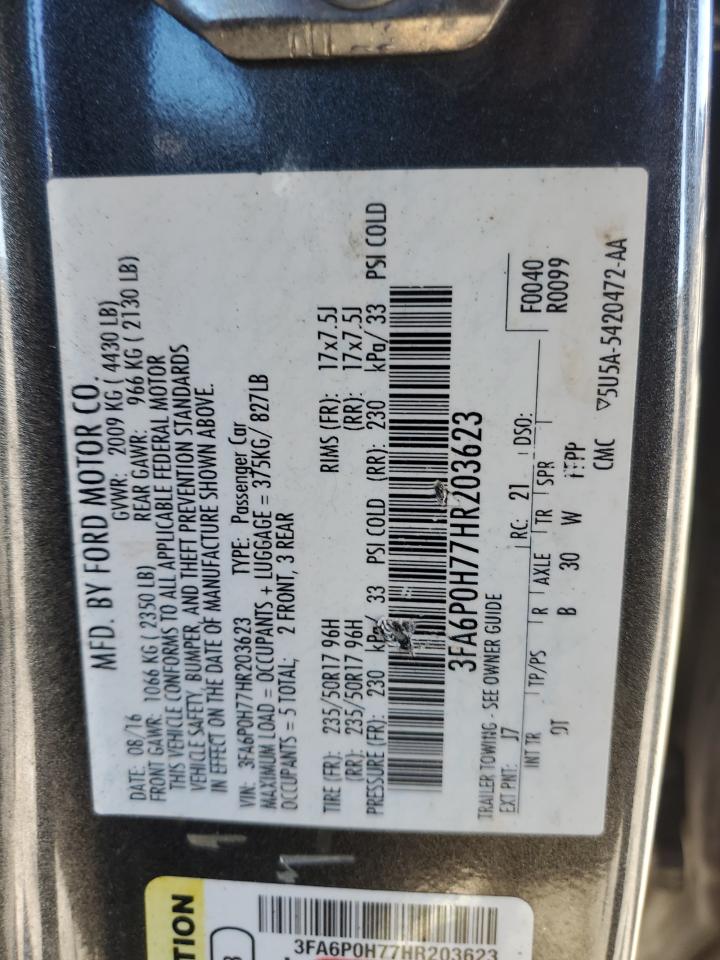 MFD. BY FORD MOTOR CO.
DATE: 08/16 GVWR: 2009 KG ( 4430 LB)
FRONT GAWR: 1066 KG ( 2350 LB) REAR GAWR: 966 KG ( 2130 LB)
THIS VEHICLE CONFORMS TO ALL APPLICABLE FEDERAL MOTOR
VEHICLE SAFETY, BUMPER, AND THEFT PREVENTION STANDARDS
IN EFFECT ON THE DATE OF MANUFACTURE SHOWN ABOVE.
VIN: 3FA6P0H77HR203623 TYPE: Passenger Car
MAXIMUM LOAD = OCCUPANTS + LUGGAGE = 375KG/ 827LB
OCCUPANTS = 5 TOTAL; 2 FRONT, 3 REAR
TIRE (FR): 235/50R17 96H RIMS (FR): 17x7.5J
(RR): 235/50R17 96H (RR): 17x7.5J
PRESSURE (FR): 230 kPa/ 33 PSI COLD (RR): 230 kPa/ 33 PSI COLD
3FA6P0H77HR203623
TRAILER TOWING - SEE OWNER GUIDE
EXT PNT: J7 RC: 21 DSO: F0040
R0099
INT TR TP/PS R AXLE TR SPR
9T B 30 W
CMC ▽5U5A-5420472-AA
3FA6P0H77HR203623